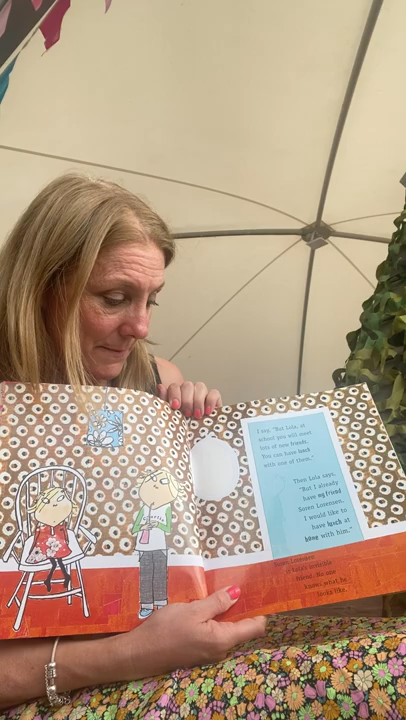 I say, "But Lola, at
school you will meet
lots of new friends.
You can have lunch
with one of them."
Then Lola says,
"But I already
have my friend
Soren Lorensen.
I would like to
have lunch at
home with him."
Soren Lorensen
is Lola's invisible
friend. No one
knows what he
looks like.